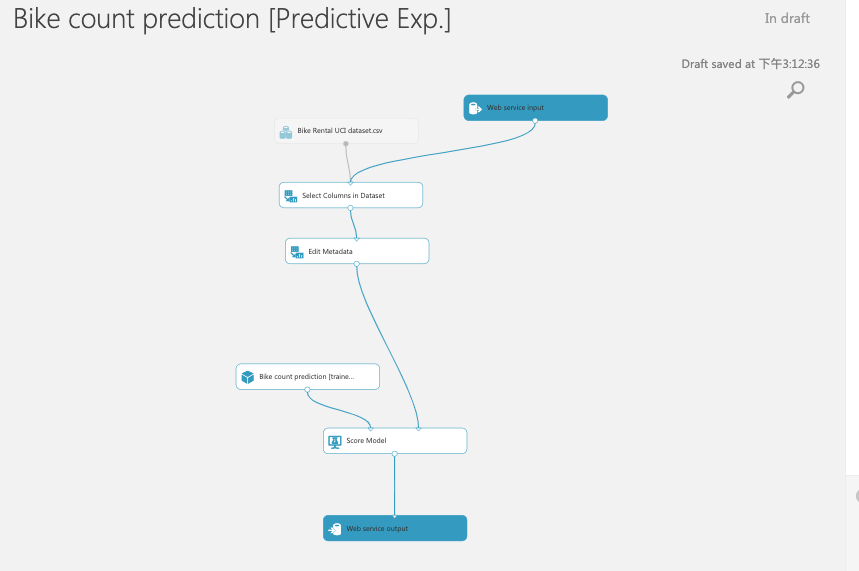 Bike count prediction [Predictive Exp.]
In draft
Draft saved at 下午3:12:36
Web service input
Bike Rental UCI dataset.csv
Select Columns in Dataset
Edit Metadata
Bike count prediction [traine...
Score Model
Web service output